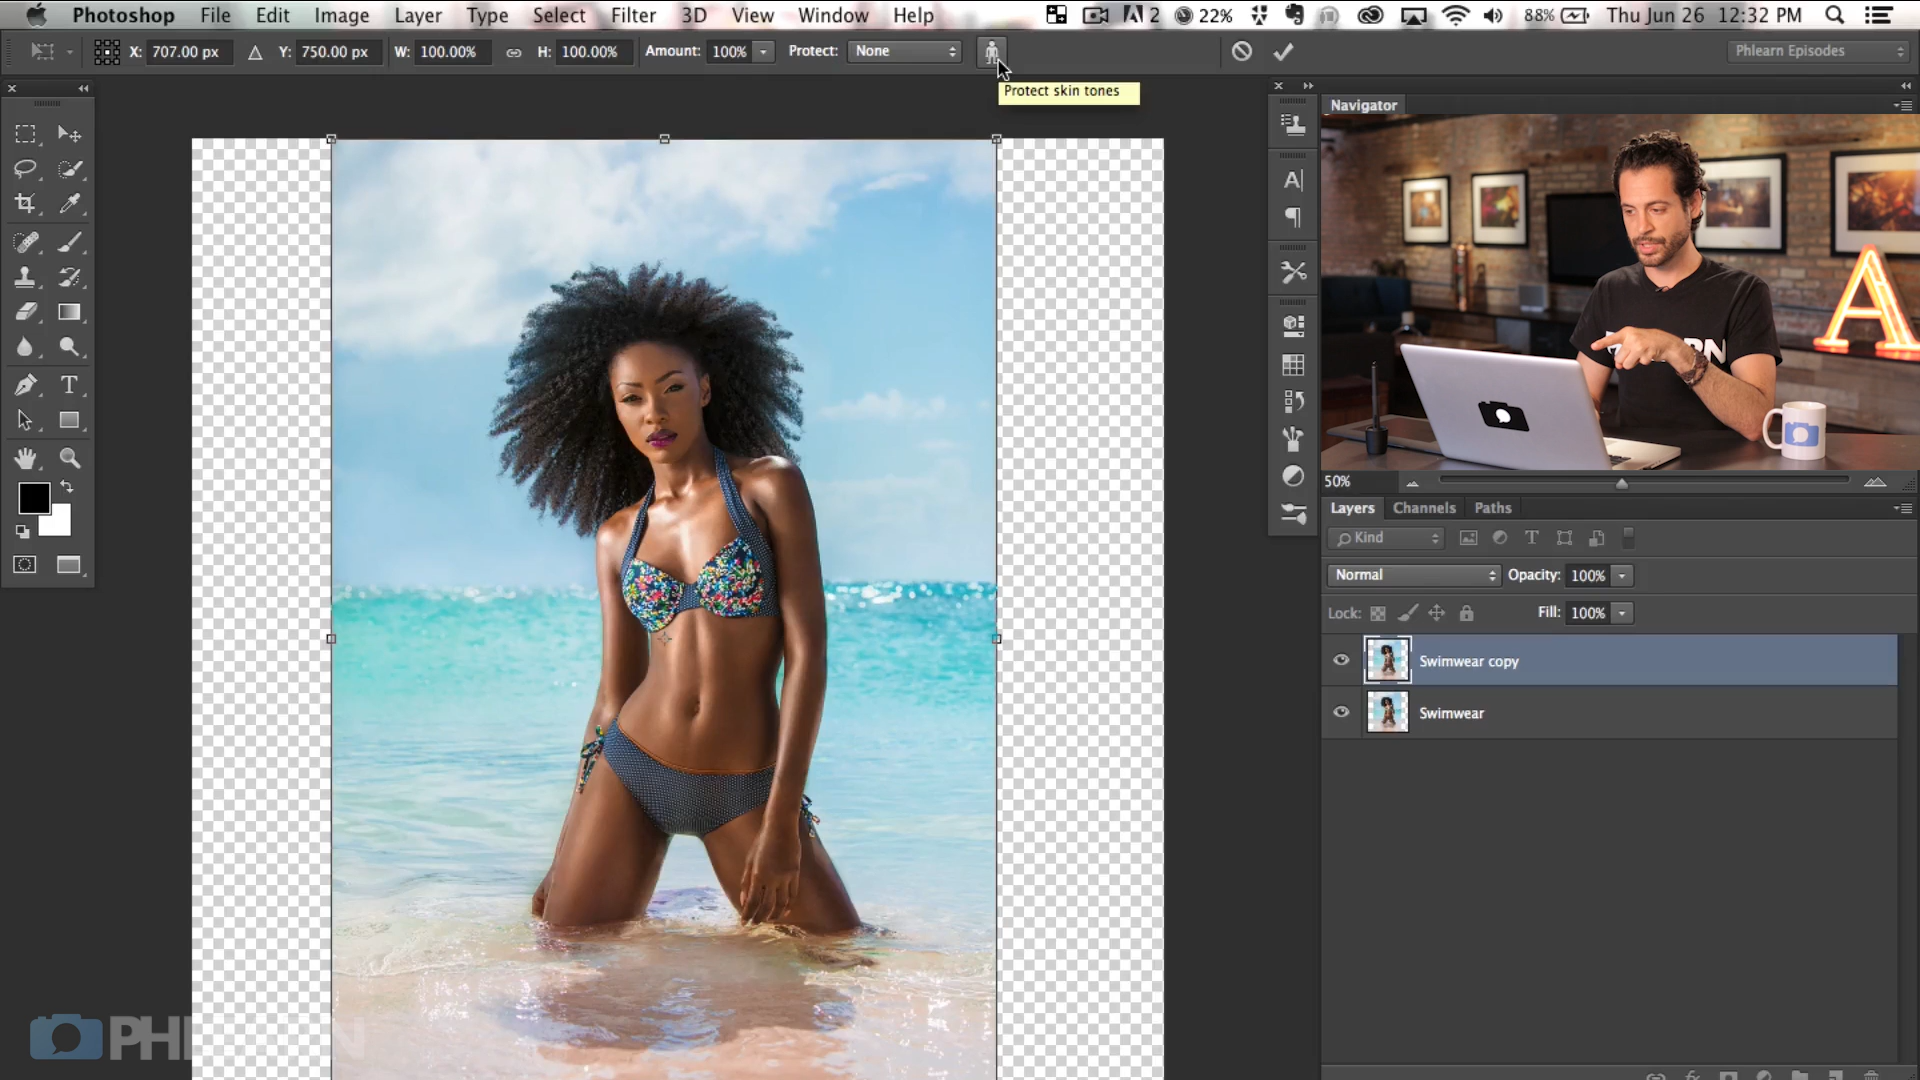 Photoshop File Edit Image Layer Type Select Filter 3D View Window Help 2 22% 88% Thu Jun 26 12:32 PM
X: 707.00 px Y: 750.00 px W: 100.00% H: 100.00% Amount: 100% Protect: None Phlearn Episodes
Protect skin tones
Navigator
A
50%
Layers Channels Paths
Kind
Normal Opacity: 100%
Lock: Fill: 100%
Swimwear copy
Swimwear